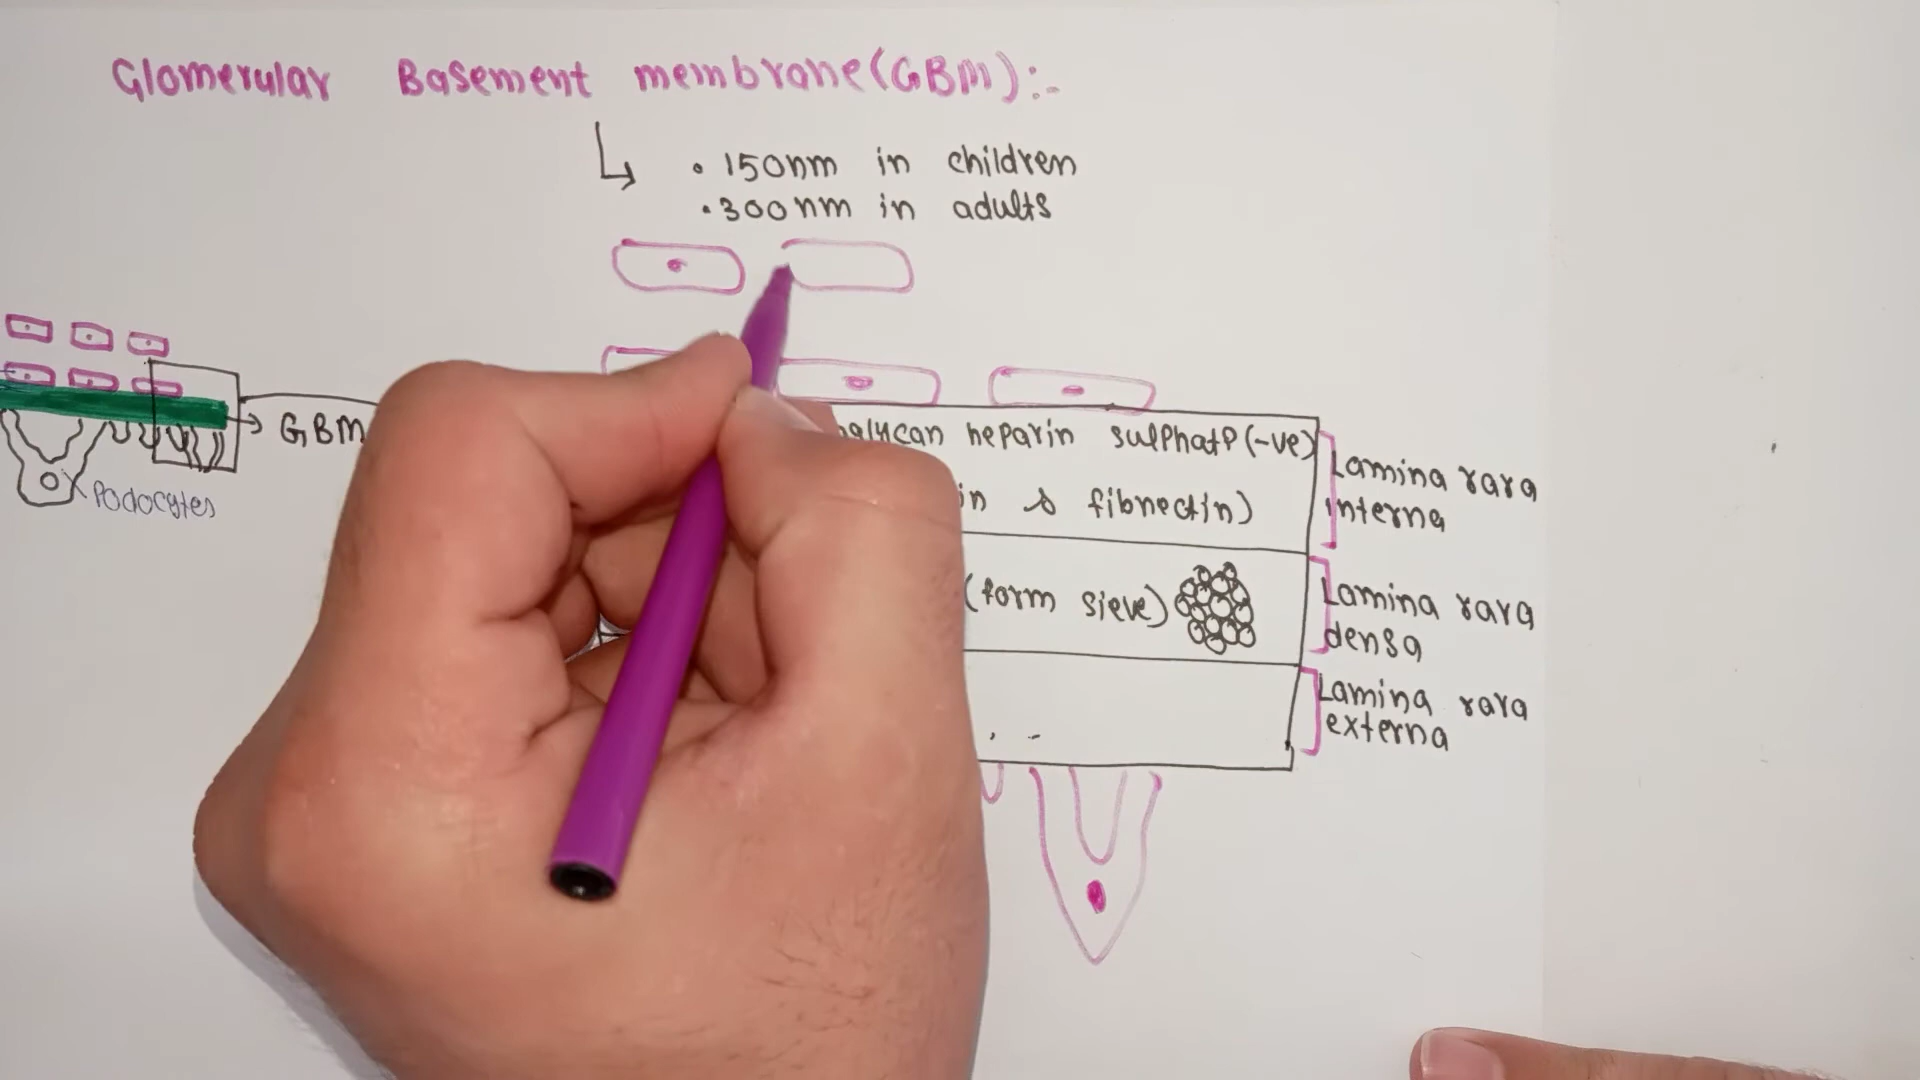 Glomerular Basement membrane(GBM):-
• 150nm in children
• 300nm in adults
GBM
heparin sulphate (-ve)
Lamina rara
interna
& fibnectin)
Podocytes
(form sieve)
Lamina rara
densa
Lamina rara
externa